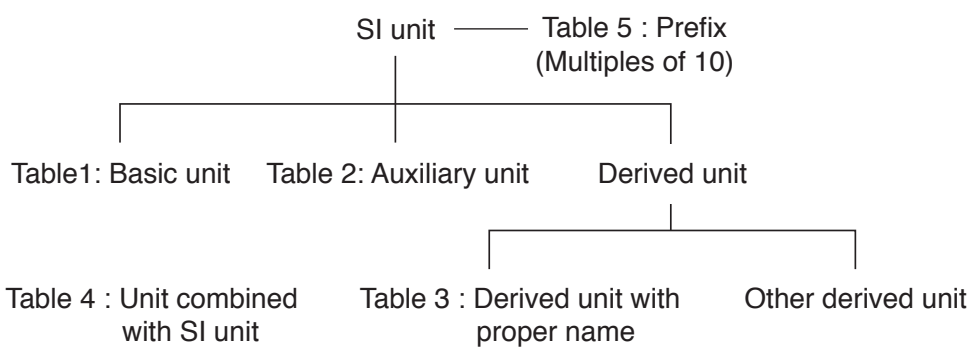 SI unit
Table 5 : Prefix
(Multiples of 10)
Table1: Basic unit
Table 2: Auxiliary unit
Derived unit
Table 4 : Unit combined
with SI unit
Table 3 : Derived unit with
proper name
Other derived unit